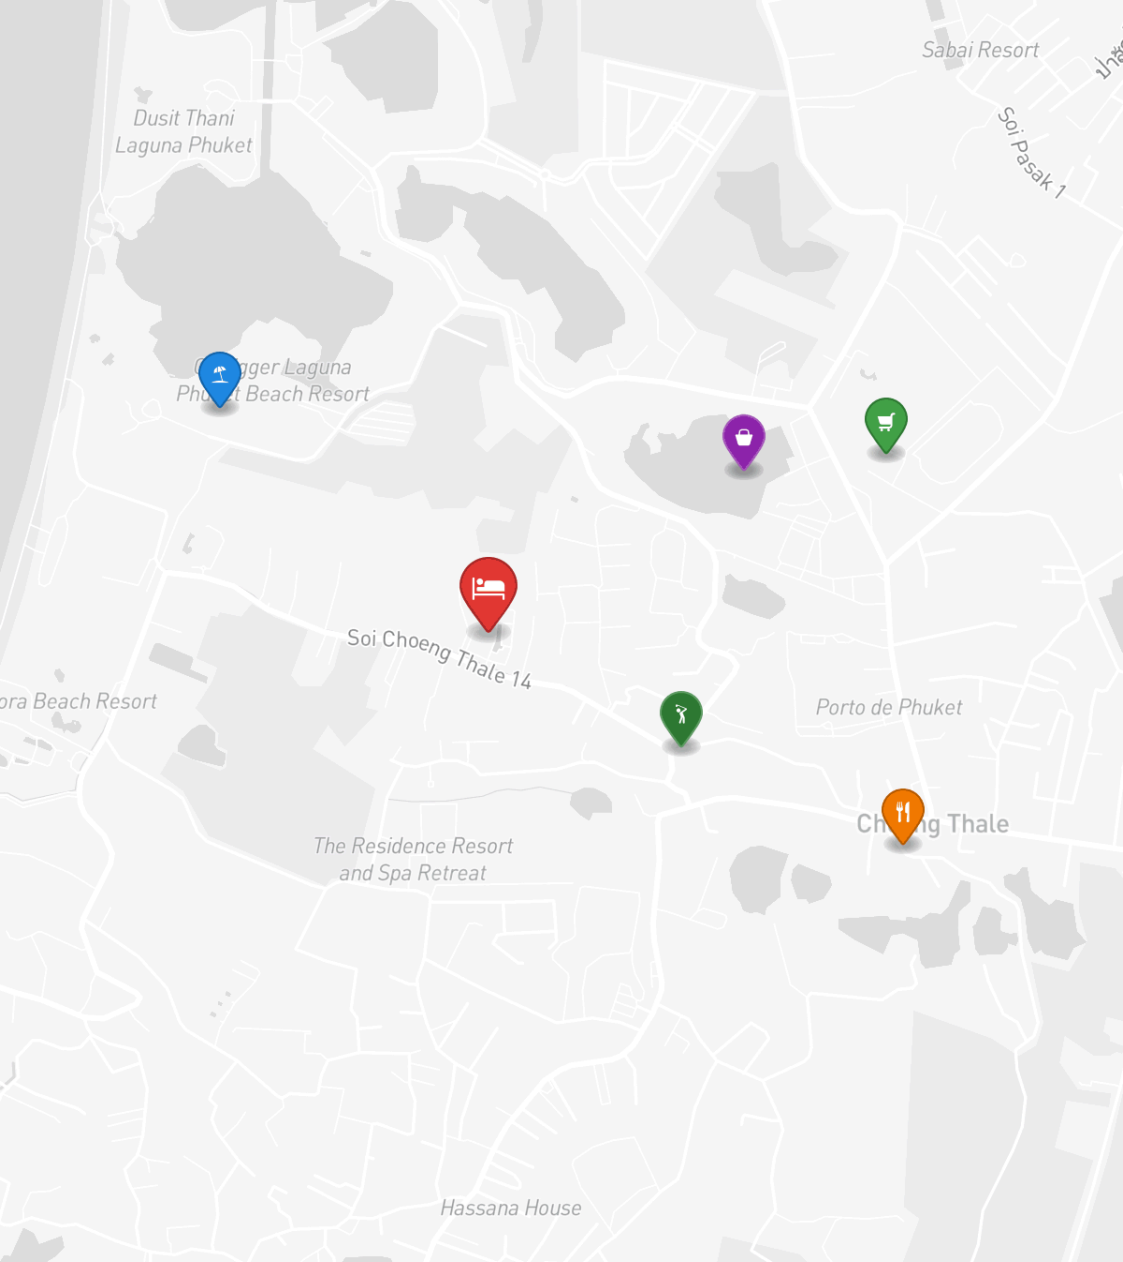 Sabai Resort
Dusit Thani
Laguna Phuket
Soi Pasak 1
Laguna
Beach Resort
Soi Choeng Thale 14
Beach Resort
Porto de Phuket
Thale
The Residence Resort
and Spa Retreat
Hassana House